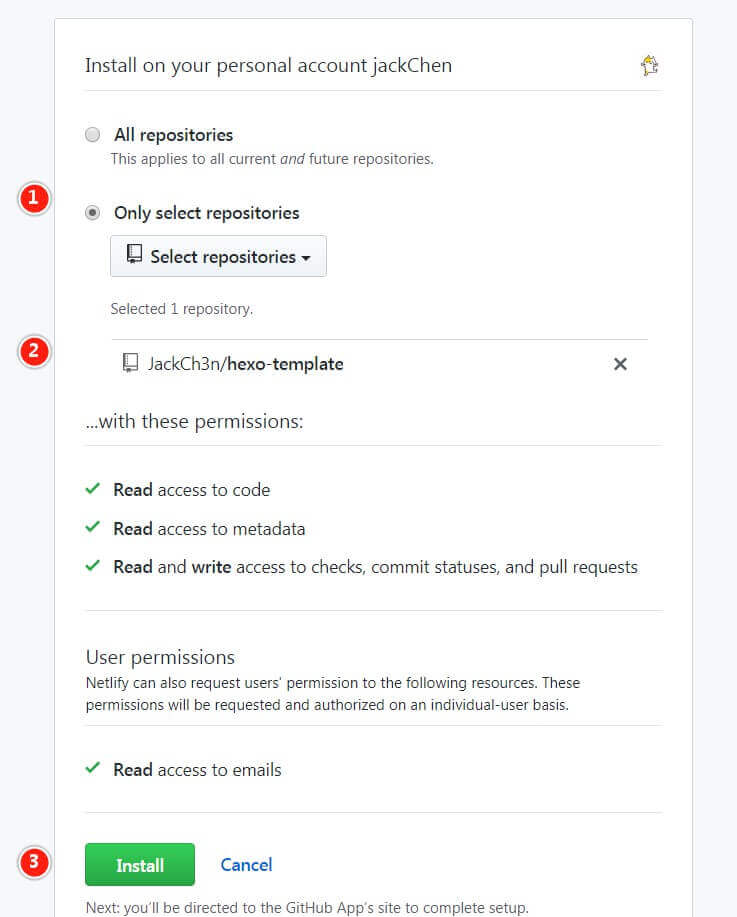 Install on your personal account jackChen
All repositories
This applies to all current and future repositories.
1
Only select repositories
Select repositories
Selected 1 repository.
2
JackCh3n/hexo-template
...with these permissions:
Read access to code
Read access to metadata
Read and write access to checks, commit statuses, and pull requests
User permissions
Netlify can also request users' permission to the following resources. These
permissions will be requested and authorized on an individual-user basis.
Read access to emails
3
Install Cancel
Next: you'll be directed to the GitHub App's site to complete setup.